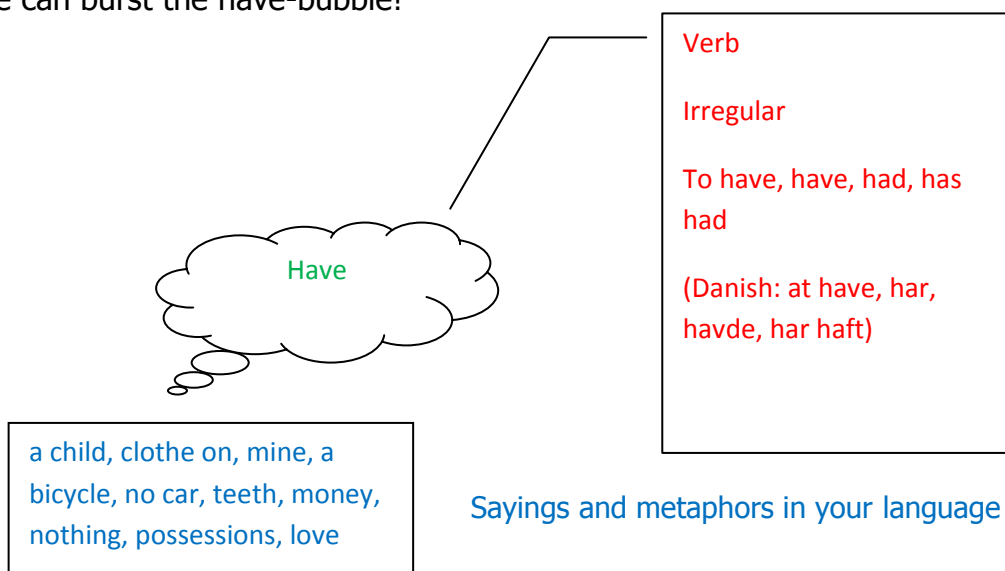 e can burst the have-bubble!
Verb
Irregular
To have, have, had, has
had
(Danish: at have, har,
havde, har haft)
Have
a child, clothe on, mine, a
bicycle, no car, teeth, money,
nothing, possessions, love
Sayings and metaphors in your language